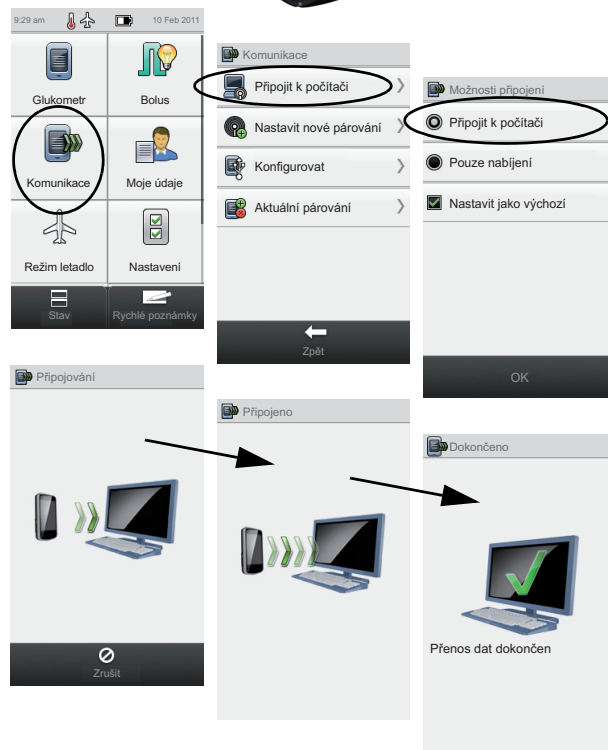 9:29 am 10 Feb 2011
Glukometr Bolus
Komunikace Moje údaje
Režim letadlo Nastavení
Stav Rychlé poznámky
Komunikace
Připojit k počítači
Nastavit nové párování
Konfigurovat
Aktuální párování
Zpět
Možnosti připojení
Připojit k počítači
Pouze nabíjení
Nastavit jako výchozí
OK
Připojování
Zrušit
Připojeno
Dokončeno
Přenos dat dokončen